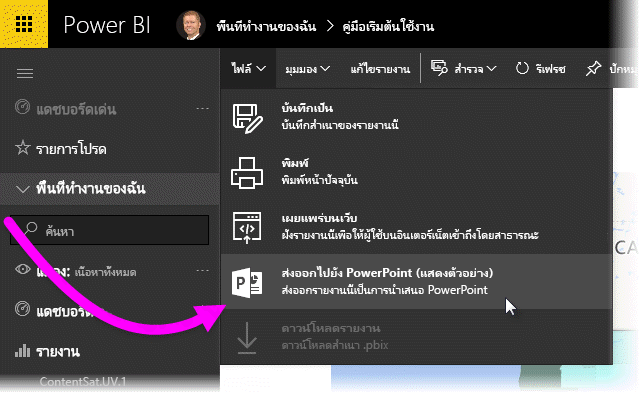 Power BI
พื้นที่ทำงานของฉัน > คู่มือเริ่มต้นใช้งาน
ไฟล์ มุมมอง แก้ไขรายงาน สำรวจ รีเฟรช ปักหมุ
แดชบอร์ดเด่น ...
รายการโปรด
พื้นที่ทำงานของฉัน
ค้นหา
เนื้อหาทั้งหมด ...
รายงาน
ContentSat.UV.1
บันทึกเป็น
บันทึกสำเนาของรายงานนี้
พิมพ์
พิมพ์หน้าปัจจุบัน
เผยแพร่บนเว็บ
ฝังรายงานนี้เพื่อให้ผู้ใช้บนอินเตอร์เน็ตเข้าถึงโดยสาธารณะ
ส่งออกไปยัง PowerPoint (แสดงตัวอย่าง)
ส่งออกรายงานนี้เป็นการนำเสนอ PowerPoint
ดาวน์โหลดรายงาน
ดาวน์โหลดสำเนา .pbix
CA